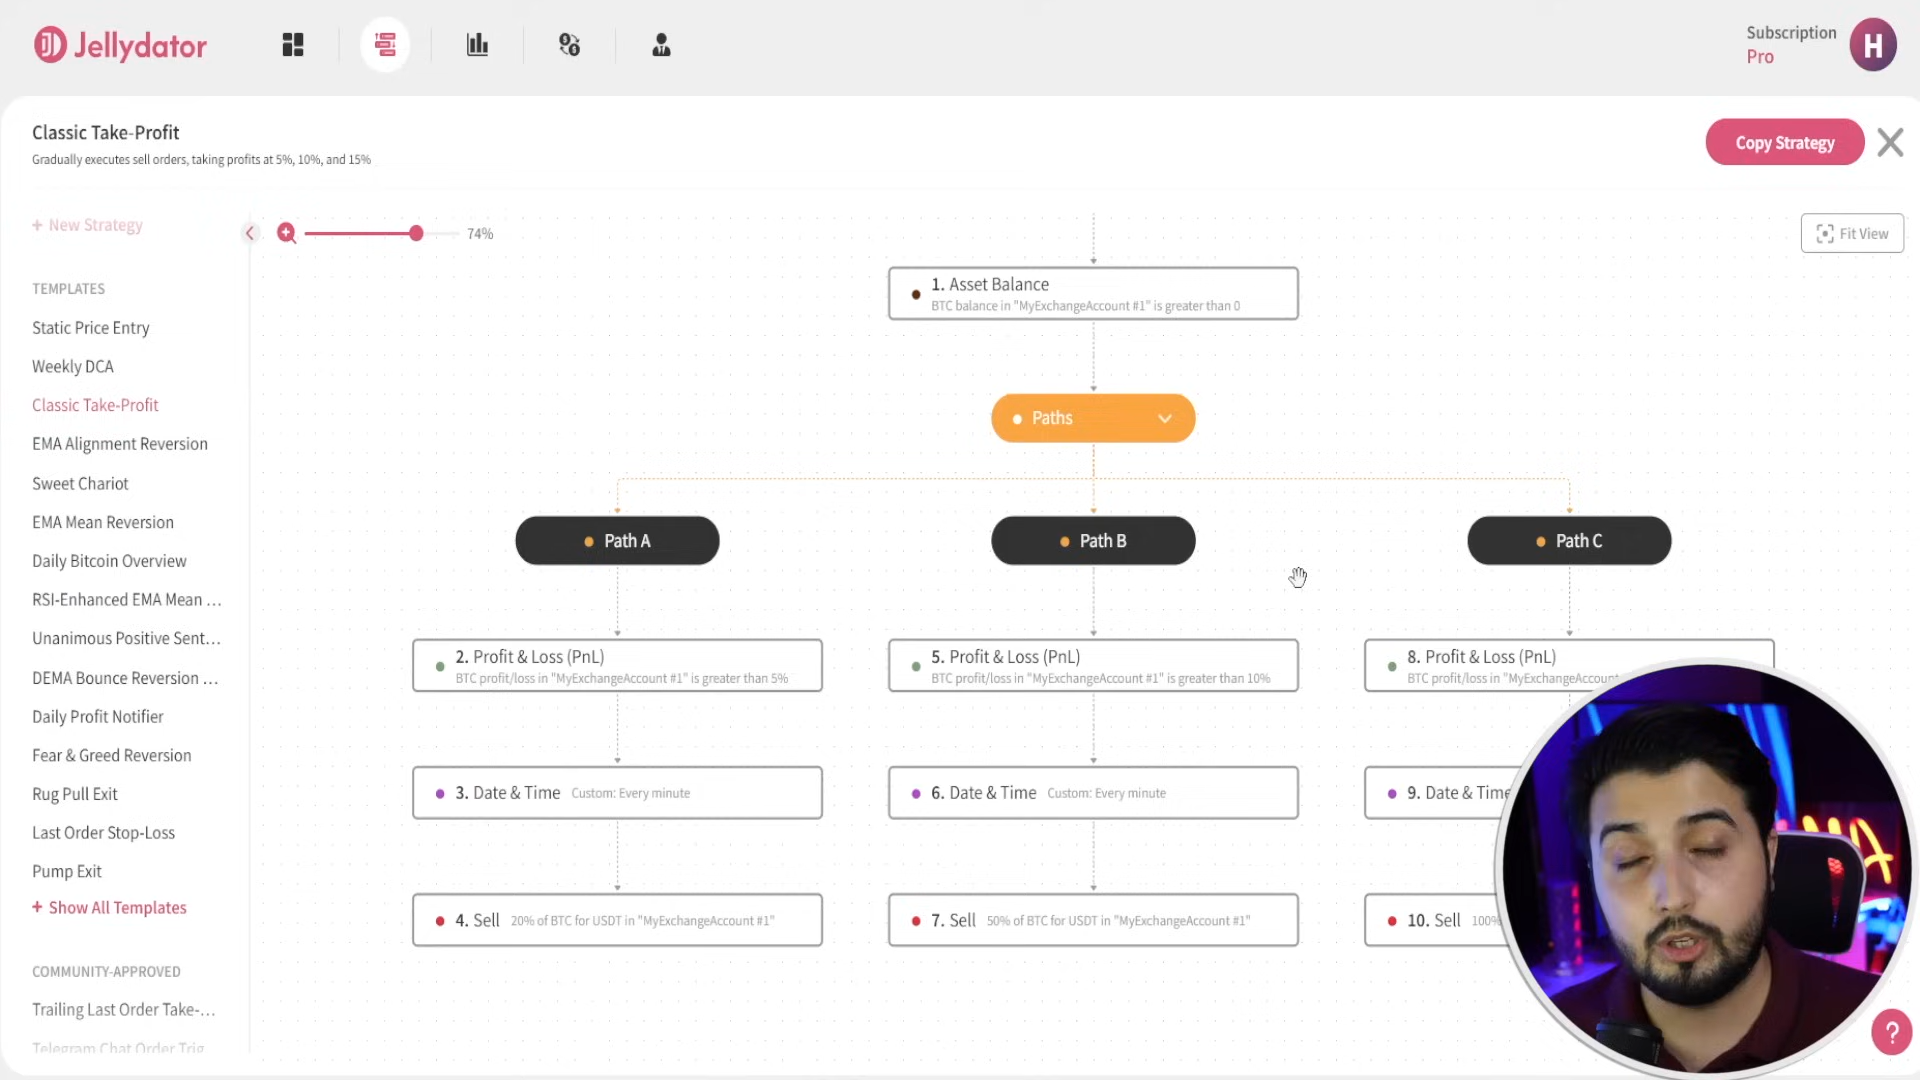 Jellydator
Subscription
Pro
H
Classic Take-Profit
Gradually executes sell orders, taking profits at 5%, 10%, and 15%
Copy Strategy
+ New Strategy
74%
Fit View
TEMPLATES
Static Price Entry
Weekly DCA
Classic Take-Profit
EMA Alignment Reversion
Sweet Chariot
EMA Mean Reversion
Daily Bitcoin Overview
RSI-Enhanced EMA Mean ...
Unanimous Positive Sent...
DEMA Bounce Reversion ...
Daily Profit Notifier
Fear & Greed Reversion
Rug Pull Exit
Last Order Stop-Loss
Pump Exit
+ Show All Templates
COMMUNITY-APPROVED
Trailing Last Order Take-...
Telegram Chat Order Trig
1. Asset Balance
BTC balance in "MyExchangeAccount #1" is greater than 0
Paths
Path A
Path B
Path C
2. Profit & Loss (PnL)
BTC profit/loss in "MyExchangeAccount #1" is greater than 5%
5. Profit & Loss (PnL)
BTC profit/loss in "MyExchangeAccount #1" is greater than 10%
8. Profit & Loss (PnL)
BTC profit/loss in
3. Date & Time Custom: Every minute
6. Date & Time Custom: Every minute
9. Date & Time
4. Sell 20% of BTC for USDT in "MyExchangeAccount #1"
7. Sell 50% of BTC for USDT in "MyExchangeAccount #1"
10. Sell 100%
?